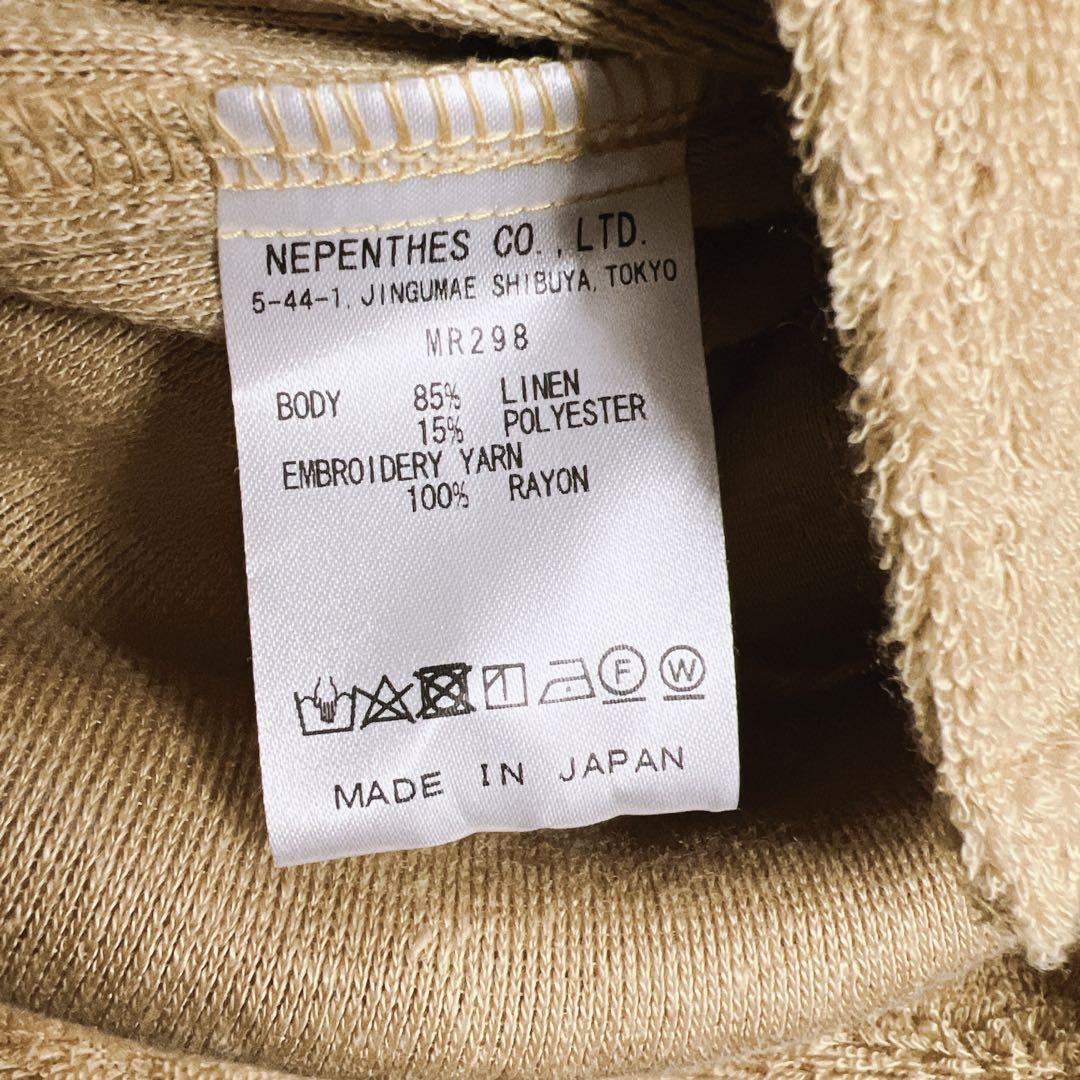 NEPENTHES CO.,LTD.
5-44-1, JINGUMAE SHIBUYA, TOKYO
MR298
BODY 85% LINEN
15% POLYESTER
EMBROIDERY YARN
100% RAYON
F W
MADE IN JAPAN